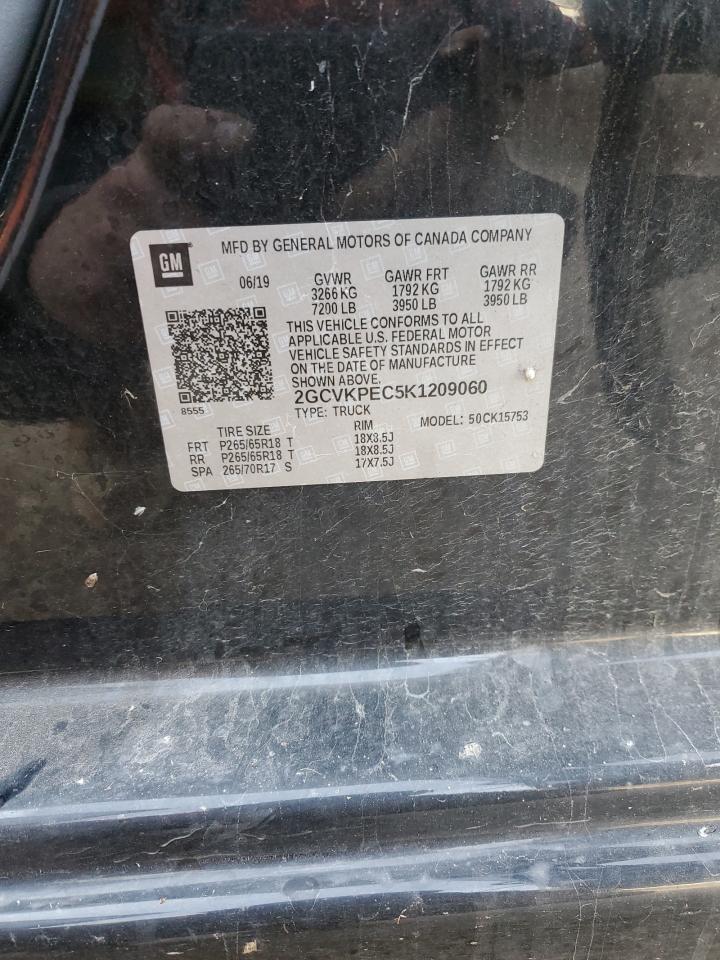 MFD BY GENERAL MOTORS OF CANADA COMPANY
GM
06/19 GVWR GAWR FRT GAWR RR
3266 KG 1792 KG 1792 KG
7200 LB 3950 LB 3950 LB
THIS VEHICLE CONFORMS TO ALL
APPLICABLE U.S. FEDERAL MOTOR
VEHICLE SAFETY STANDARDS IN EFFECT
ON THE DATE OF MANUFACTURE
SHOWN ABOVE.
8555 2GCVKPEC5K1209060
TYPE: TRUCK MODEL: 50CK15753
TIRE SIZE RIM
FRT P265/65R18 T 18X8.5J
RR P265/65R18 T 18X8.5J
SPA 265/70R17 S 17X7.5J